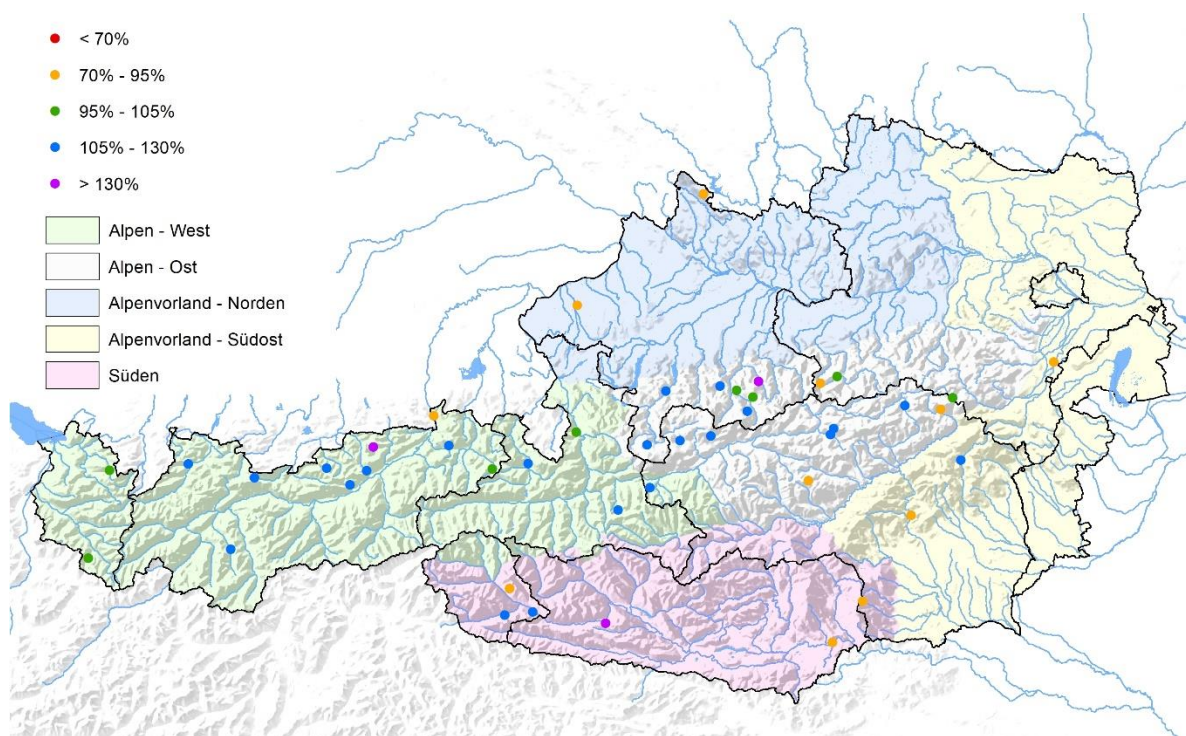 < 70%
70% - 95%
95% - 105%
105% - 130%
> 130%
Alpen - West
Alpen - Ost
Alpenvorland - Norden
Alpenvorland - Südost
Süden